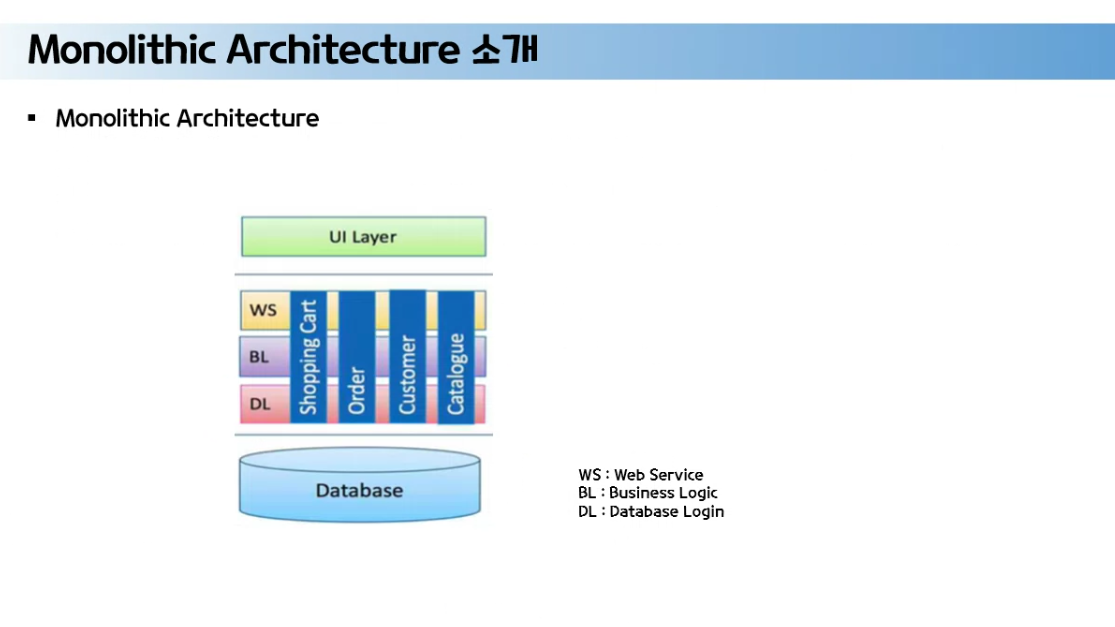 Monolithic Architecture 소개
▪ Monolithic Architecture
UI Layer
WS
BL
DL
Shopping Cart
Order
Customer
Catalogue
Database
WS : Web Service
BL : Business Logic
DL : Database Login